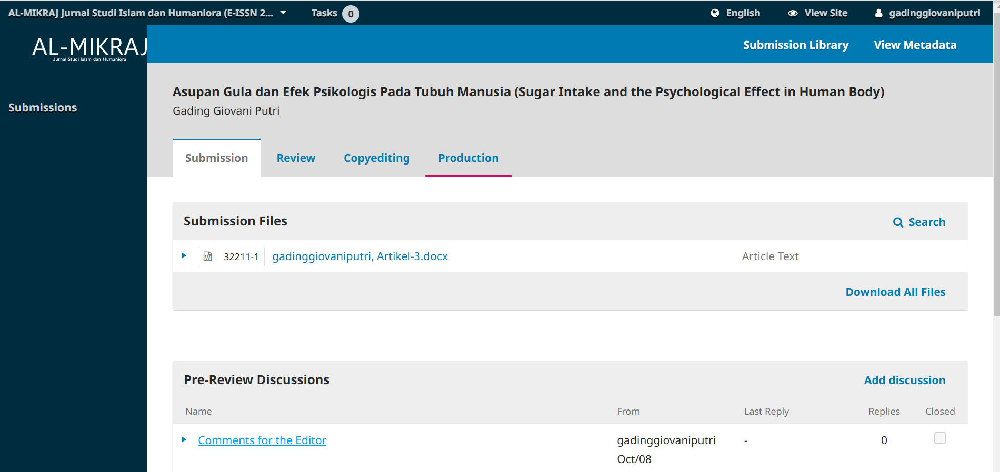 AL-MIKRAJ Jurnal Studi Islam dan Humaniora (E-ISSN 2...
Tasks 0
English
View Site
gadinggiovaniputri
AL-MIKRAJ
Jurnal Studi Islam dan Humaniora
Submission Library
View Metadata
Submissions
Asupan Gula dan Efek Psikologis Pada Tubuh Manusia (Sugar Intake and the Psychological Effect in Human Body)
Gading Giovani Putri
Submission
Review
Copyediting
Production
Submission Files
Search
32211-1 gadinggiovaniputri, Artikel-3.docx
Article Text
Download All Files
Pre-Review Discussions
Add discussion
Name From Last Reply Replies Closed
Comments for the Editor gadinggiovaniputri - 0
Oct/08